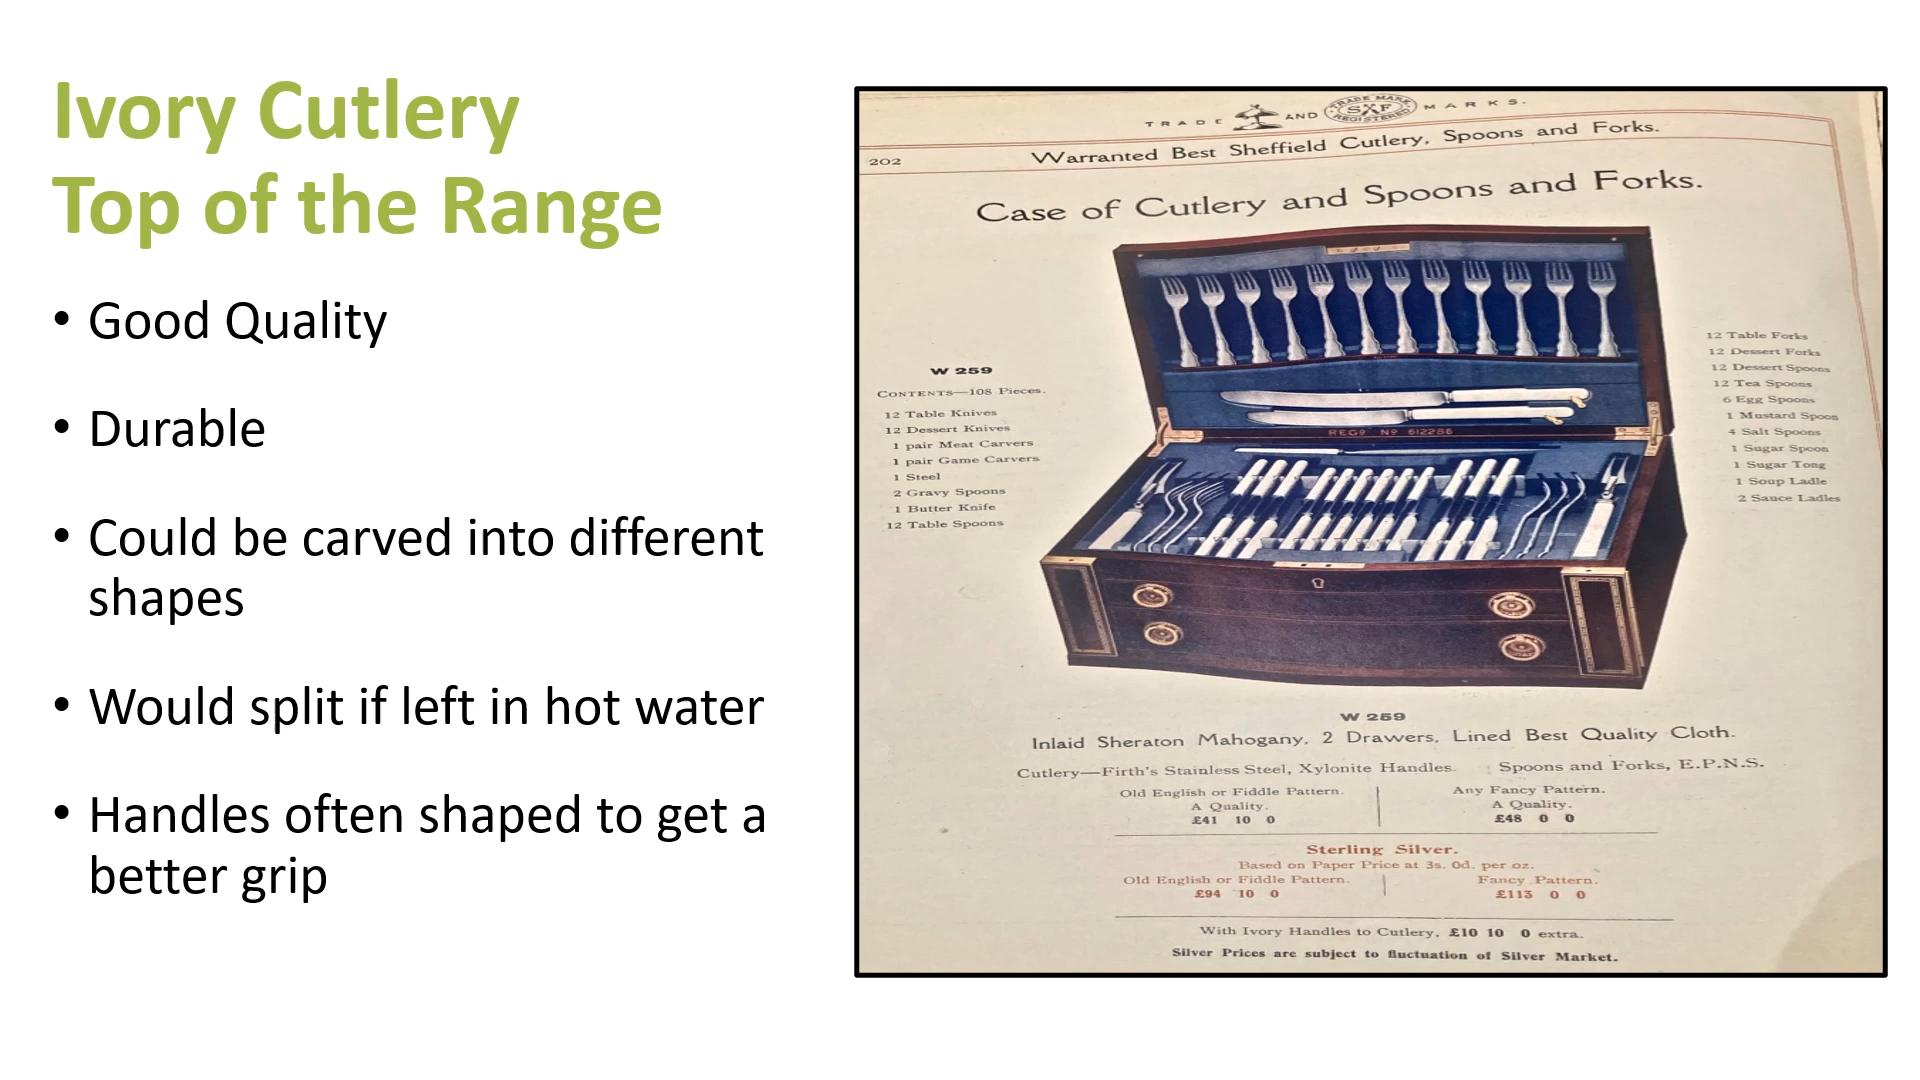 Ivory Cutlery
Top of the Range
• Good Quality
• Durable
• Could be carved into different
shapes
• Would split if left in hot water
• Handles often shaped to get a
better grip
TRADE AND MARKS.
TRADE MARK
SXF
REGISTERED
202
Warranted Best Sheffield Cutlery, Spoons and Forks.
Case of Cutlery and Spoons and Forks.
W 259
Contents—108 Pieces.
12 Table Knives
12 Dessert Knives
1 pair Meat Carvers
1 pair Game Carvers
1 Steel
2 Gravy Spoons
1 Butter Knife
12 Table Spoons
12 Table Forks
12 Dessert Forks
12 Dessert Spoons
12 Tea Spoons
6 Egg Spoons
1 Mustard Spoon
4 Salt Spoons
1 Sugar Spoon
1 Sugar Tong
1 Soup Ladle
2 Sauce Ladles
REGD No 612286
W 259
Inlaid Sheraton Mahogany, 2 Drawers, Lined Best Quality Cloth.
Cutlery—Firth's Stainless Steel, Xylonite Handles. Spoons and Forks, E.P.N.S.
Old English or Fiddle Pattern. Any Fancy Pattern.
A Quality. A Quality.
£41 10 0 £48 0 0
Sterling Silver.
Based on Paper Price at 3s. 0d. per oz.
Old English or Fiddle Pattern. Fancy Pattern.
£94 10 0 £113 0 0
With Ivory Handles to Cutlery, £10 10 0 extra.
Silver Prices are subject to fluctuation of Silver Market.